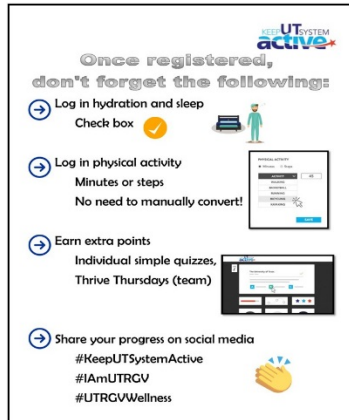 KEEP UT SYSTEM
active
Once registered,
don't forget the following:
Log in hydration and sleep
Check box
Log in physical activity
Minutes or steps
No need to manually convert!
PHYSICAL ACTIVITY
Minutes Steps
ACTIVITY
SAVE
Earn extra points
Individual simple quizzes,
Thrive Thursdays (team)
Share your progress on social media
#KeepUTSystemActive
#IAmUTRGV
#UTRGVWellness